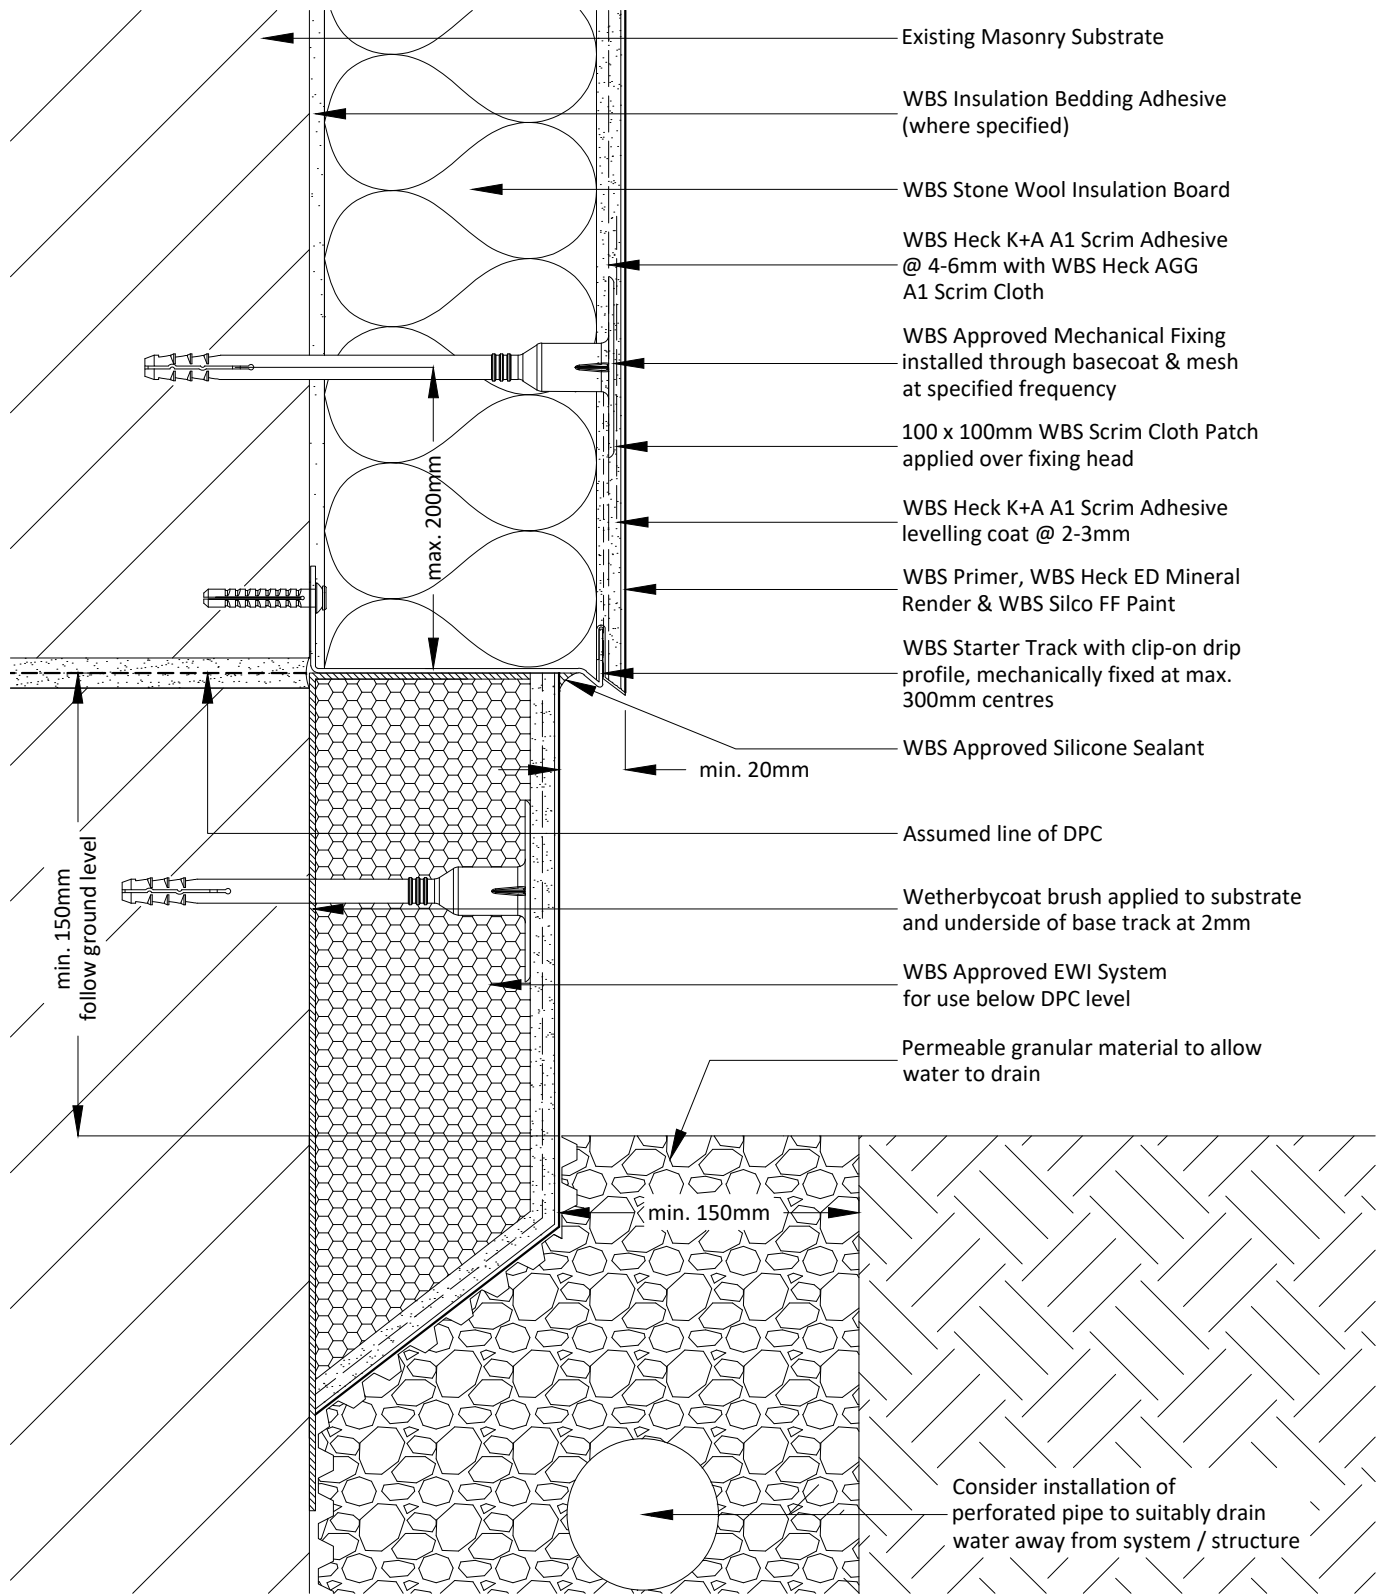 Existing Masonry Substrate
WBS Insulation Bedding Adhesive
(where specified)
WBS Stone Wool Insulation Board
WBS Heck K+A A1 Scrim Adhesive
@ 4-6mm with WBS Heck AGG
A1 Scrim Cloth
WBS Approved Mechanical Fixing
installed through basecoat & mesh
at specified frequency
100 x 100mm WBS Scrim Cloth Patch
applied over fixing head
max. 200mm
WBS Heck K+A A1 Scrim Adhesive
levelling coat @ 2-3mm
WBS Primer, WBS Heck ED Mineral
Render & WBS Silco FF Paint
WBS Starter Track with clip-on drip
profile, mechanically fixed at max.
300mm centres
WBS Approved Silicone Sealant
min. 20mm
Assumed line of DPC
min. 150mm
follow ground level
Wetherbycoat brush applied to substrate
and underside of base track at 2mm
WBS Approved EWI System
for use below DPC level
Permeable granular material to allow
water to drain
min. 150mm
Consider installation of
perforated pipe to suitably drain
water away from system / structure